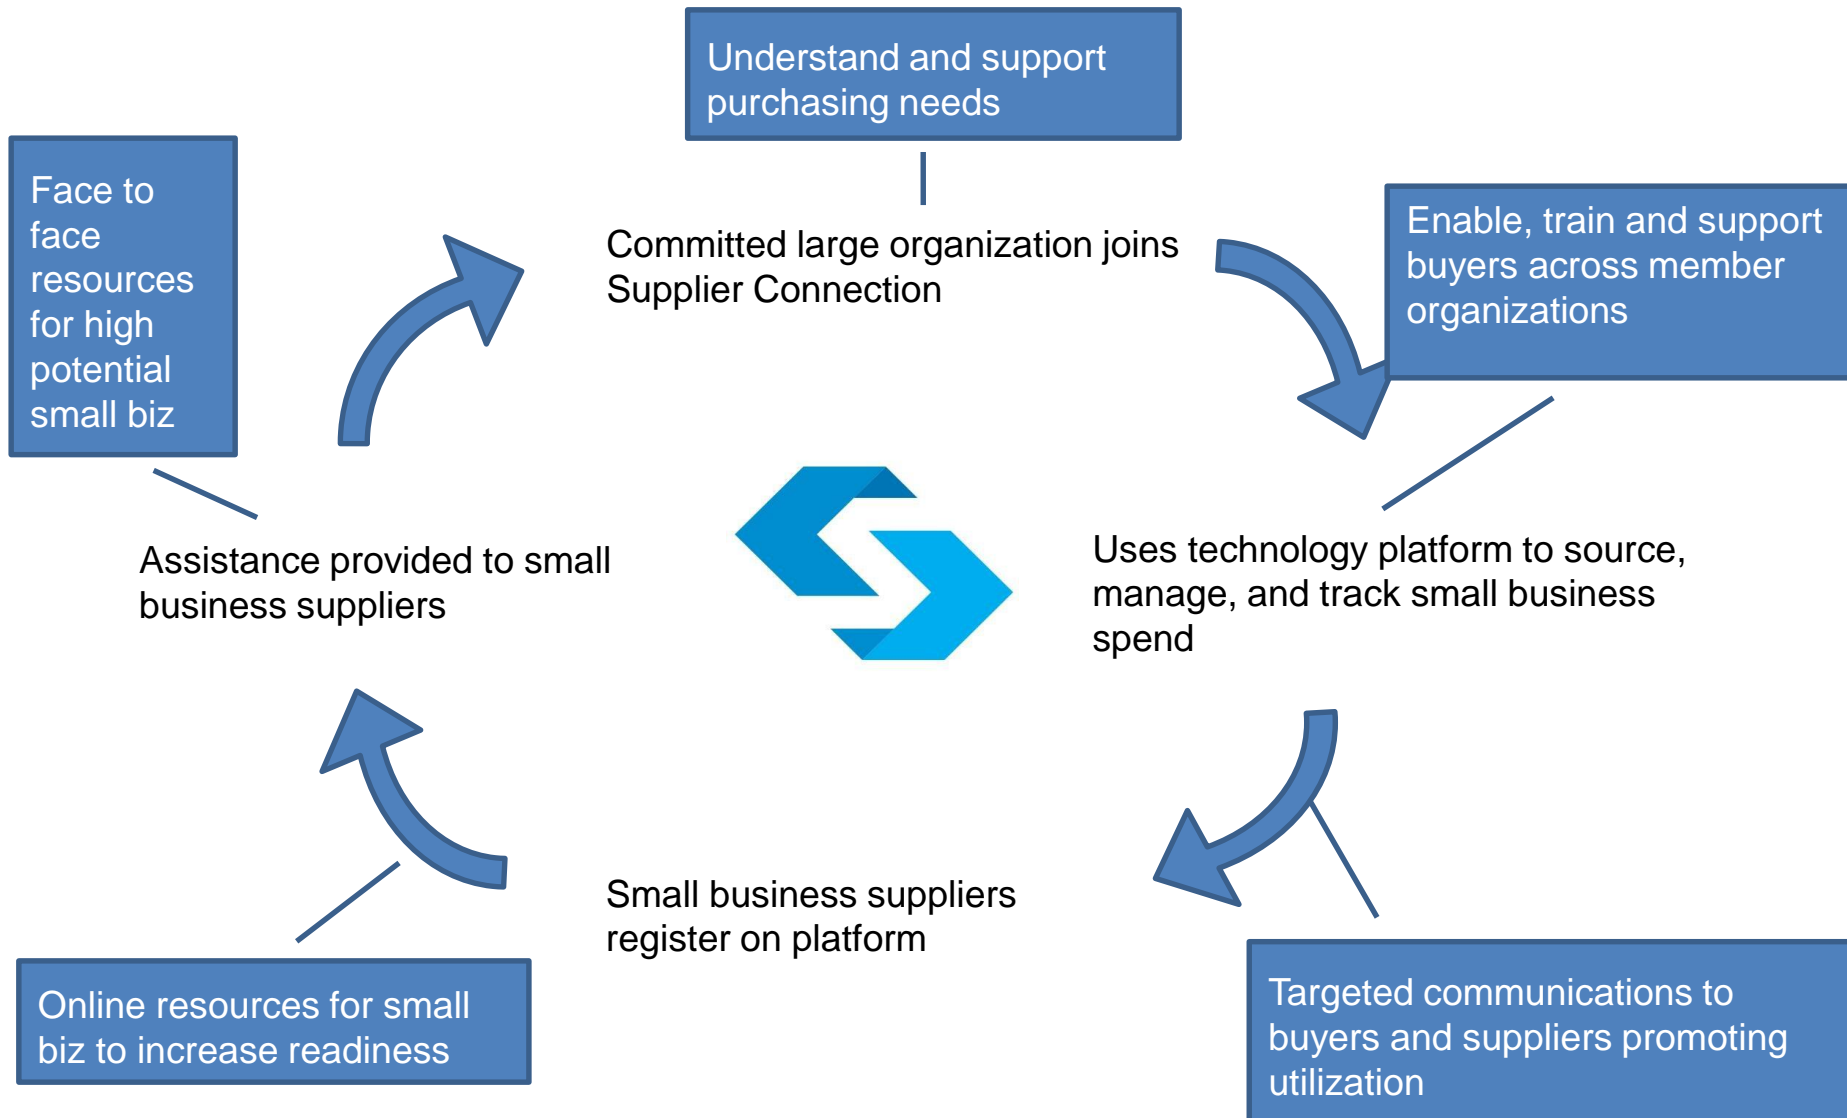 Understand and support
purchasing needs
Face to
face
resources
for high
potential
small biz
Committed large organization joins
Supplier Connection
Enable, train and support
buyers across member
organizations
Assistance provided to small
business suppliers
Uses technology platform to source,
manage, and track small business
spend
Small business suppliers
register on platform
Online resources for small
biz to increase readiness
Targeted communications to
buyers and suppliers promoting
utilization